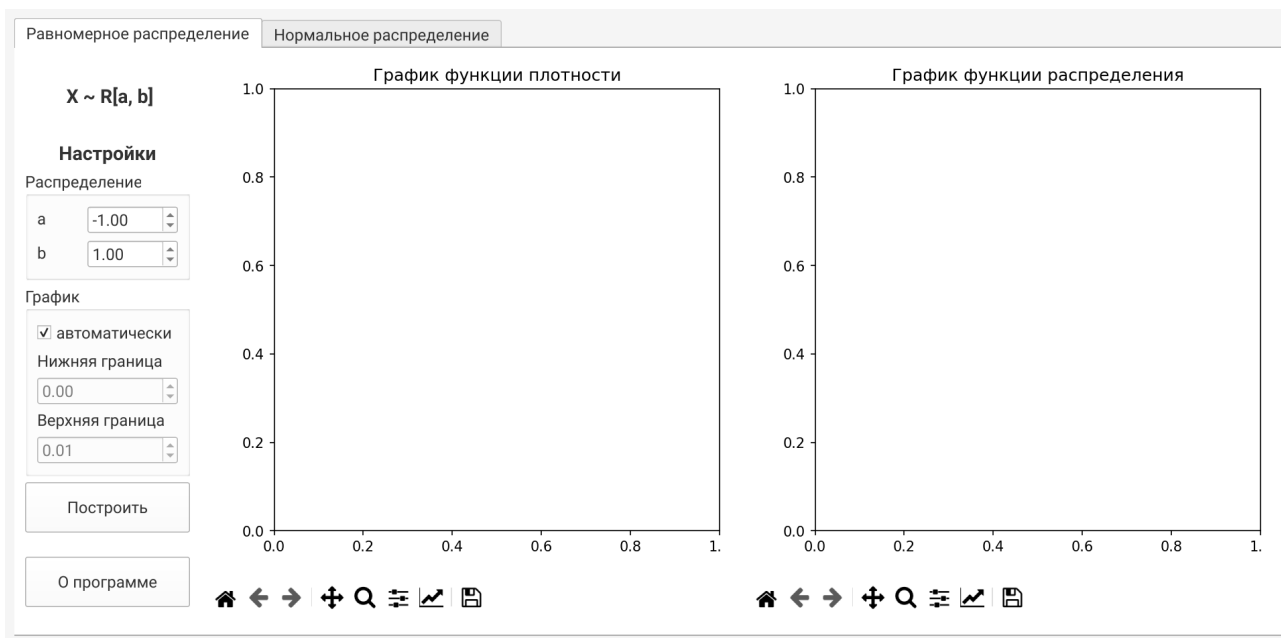 Равномерное распределение
Нормальное распределение
X ~ R[a, b]
Настройки
Распределение
a
-1.00
b
1.00
График
автоматически
Нижняя граница
0.00
Верхняя граница
0.01
Построить
О программе
График функции плотности
1.0
0.8
0.6
0.4
0.2
0.0
0.0 0.2 0.4 0.6 0.8 1.
График функции распределения
1.0
0.8
0.6
0.4
0.2
0.0
0.0 0.2 0.4 0.6 0.8 1.